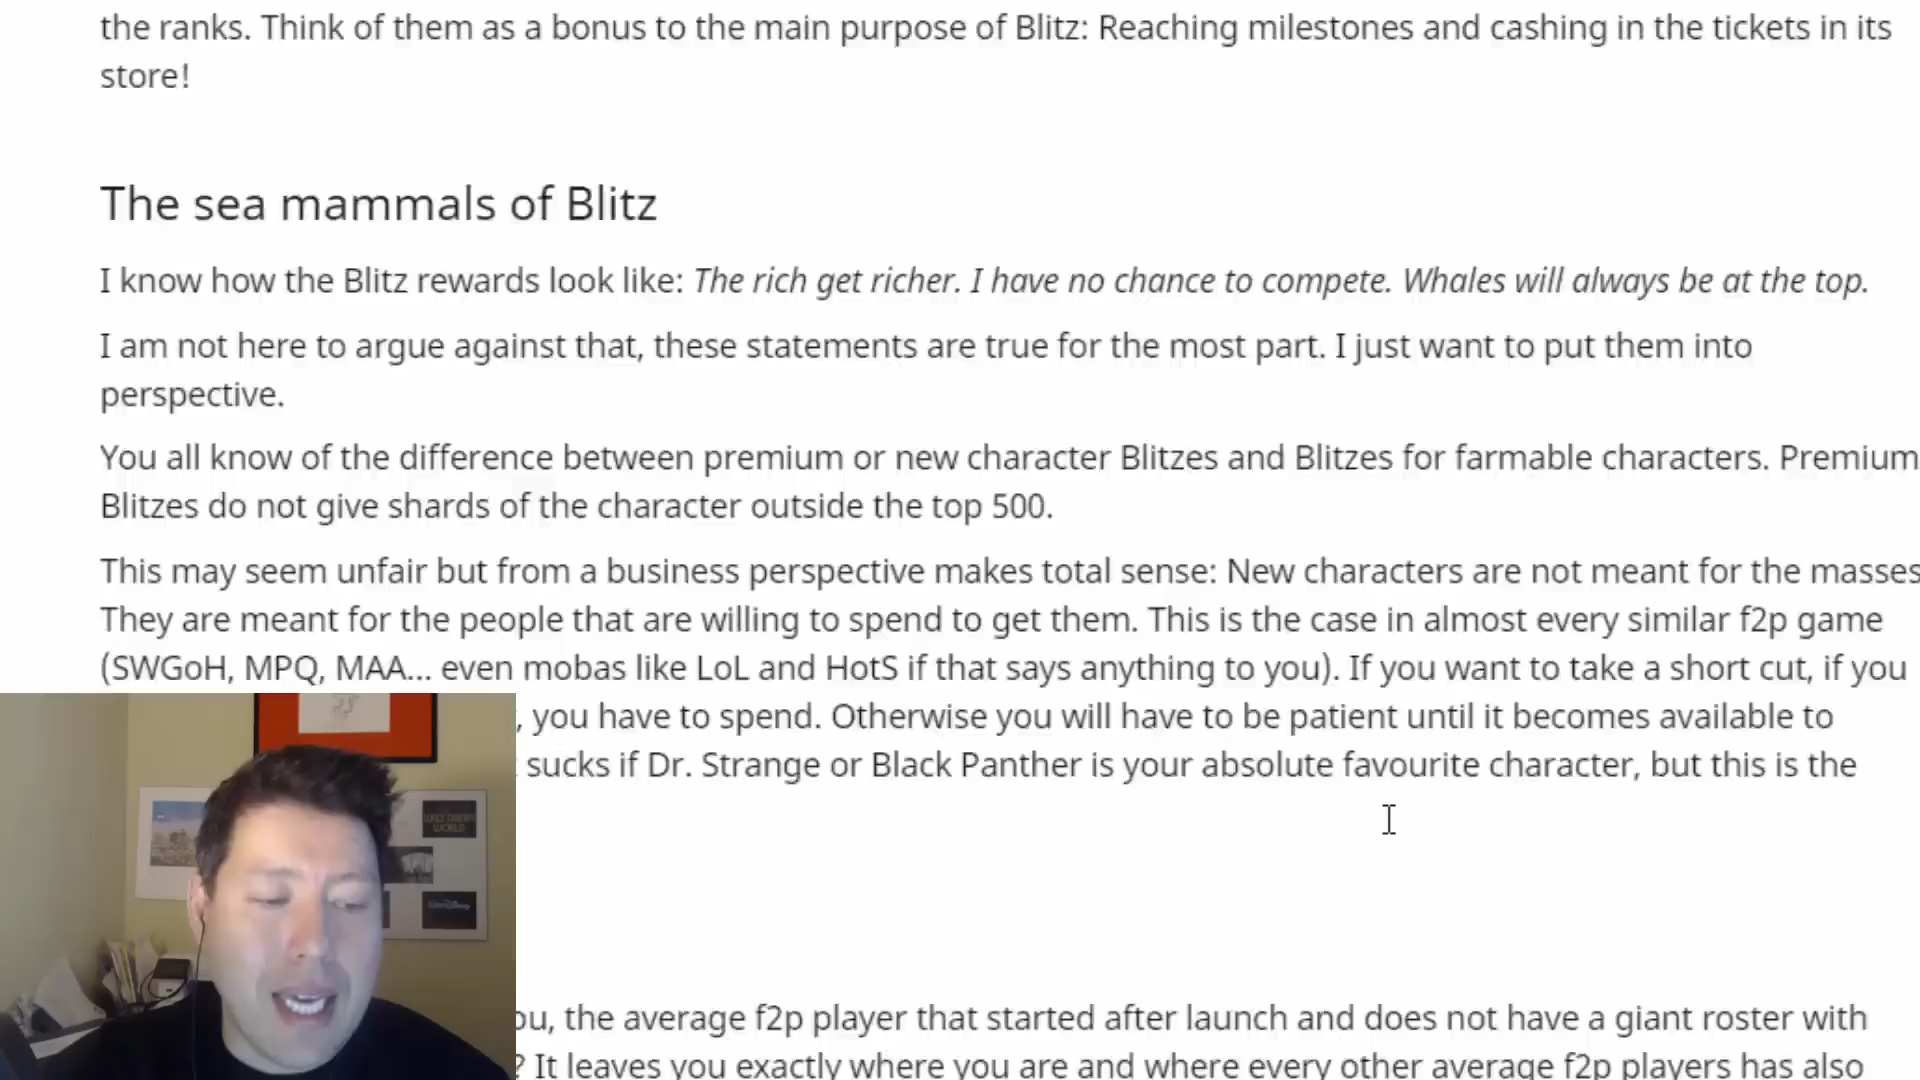 the ranks. Think of them as a bonus to the main purpose of Blitz: Reaching milestones and cashing in the tickets in its
store!
The sea mammals of Blitz
I know how the Blitz rewards look like: The rich get richer. I have no chance to compete. Whales will always be at the top.
I am not here to argue against that, these statements are true for the most part. I just want to put them into
perspective.
You all know of the difference between premium or new character Blitzes and Blitzes for farmable characters. Premium
Blitzes do not give shards of the character outside the top 500.
This may seem unfair but from a business perspective makes total sense: New characters are not meant for the masses
They are meant for the people that are willing to spend to get them. This is the case in almost every similar f2p game
(SWGoH, MPQ, MAA... even mobas like LoL and HotS if that says anything to you). If you want to take a short cut, if you
, you have to spend. Otherwise you will have to be patient until it becomes available to
sucks if Dr. Strange or Black Panther is your absolute favourite character, but this is the
WALT DISNEY
WORLD
ou, the average f2p player that started after launch and does not have a giant roster with
? It leaves you exactly where you are and where every other average f2p players has also